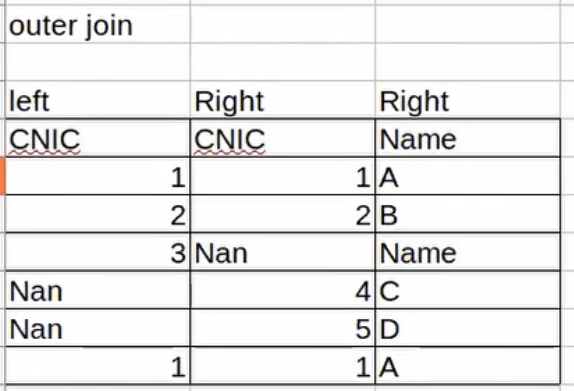 outer join
left Right Right
CNIC CNIC Name
1 1 A
2 2 B
3 Nan Name
Nan 4 C
Nan 5 D
1 1 A